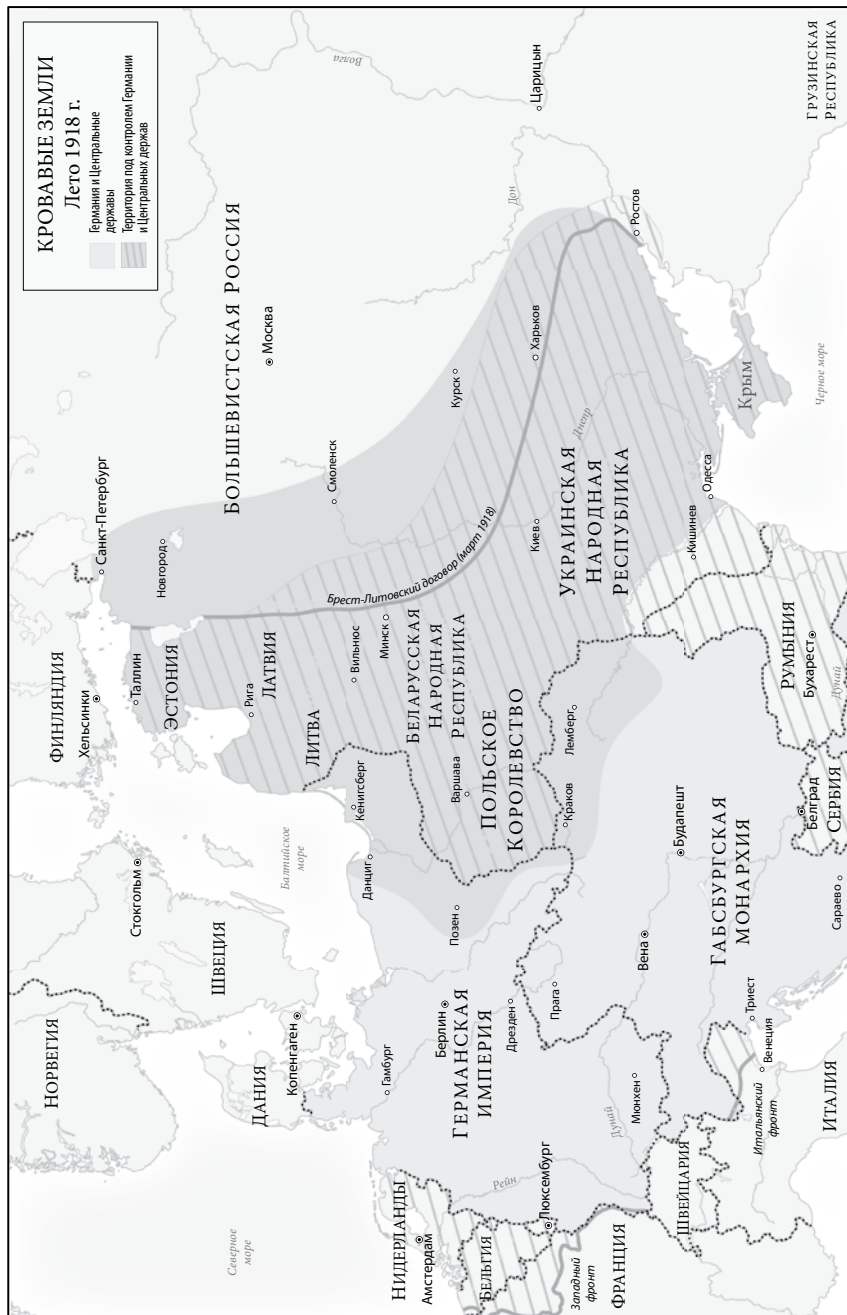 КРОВАВЫЕ ЗЕМЛИ
Лето 1918 г.
Германия и Центральные
державы
Территория под контролем Германии
и Центральных держав
НОРВЕГИЯ
ШВЕЦИЯ
Стокгольм
ФИНЛЯНДИЯ
Хельсинки
Санкт-Петербург
Таллин
ЭСТОНИЯ
Новгород
БОЛЬШЕВИСТСКАЯ РОССИЯ
Москва
Волга
Северное
море
ДАНИЯ
Копенгаген
Балтийское
море
Рига
ЛАТВИЯ
ЛИТВА
Смоленск
Брест-Литовский договор (март 1918)
Гамбург
Данциг
Кенигсберг
Вильнюс
Минск
БЕЛАРУССКАЯ
НАРОДНАЯ
РЕСПУБЛИКА
НИДЕРЛАНДЫ
Амстердам
Берлин
ГЕРМАНСКАЯ
ИМПЕРИЯ
Позен
Варшава
ПОЛЬСКОЕ
КОРОЛЕВСТВО
Курск
Дон
Царицын
БЕЛЬГИЯ
Рейн
Дрезден
Люксембург
Прага
Краков
Лемберг
Киев
Харьков
УКРАИНСКАЯ
НАРОДНАЯ
РЕСПУБЛИКА
Днепр
Ростов
Западный
фронт
ФРАНЦИЯ
Дунай
Мюнхен
Вена
Будапешт
ГАБСБУРГСКАЯ
МОНАРХИЯ
Кишинев
Одесса
Крым
ШВЕЙЦАРИЯ
Итальянский
фронт
Венеция
Триест
ИТАЛИЯ
Сараево
Белград
СЕРБИЯ
РУМЫНИЯ
Бухарест
Дунай
Черное море
ГРУЗИНСКАЯ
РЕСПУБЛИКА